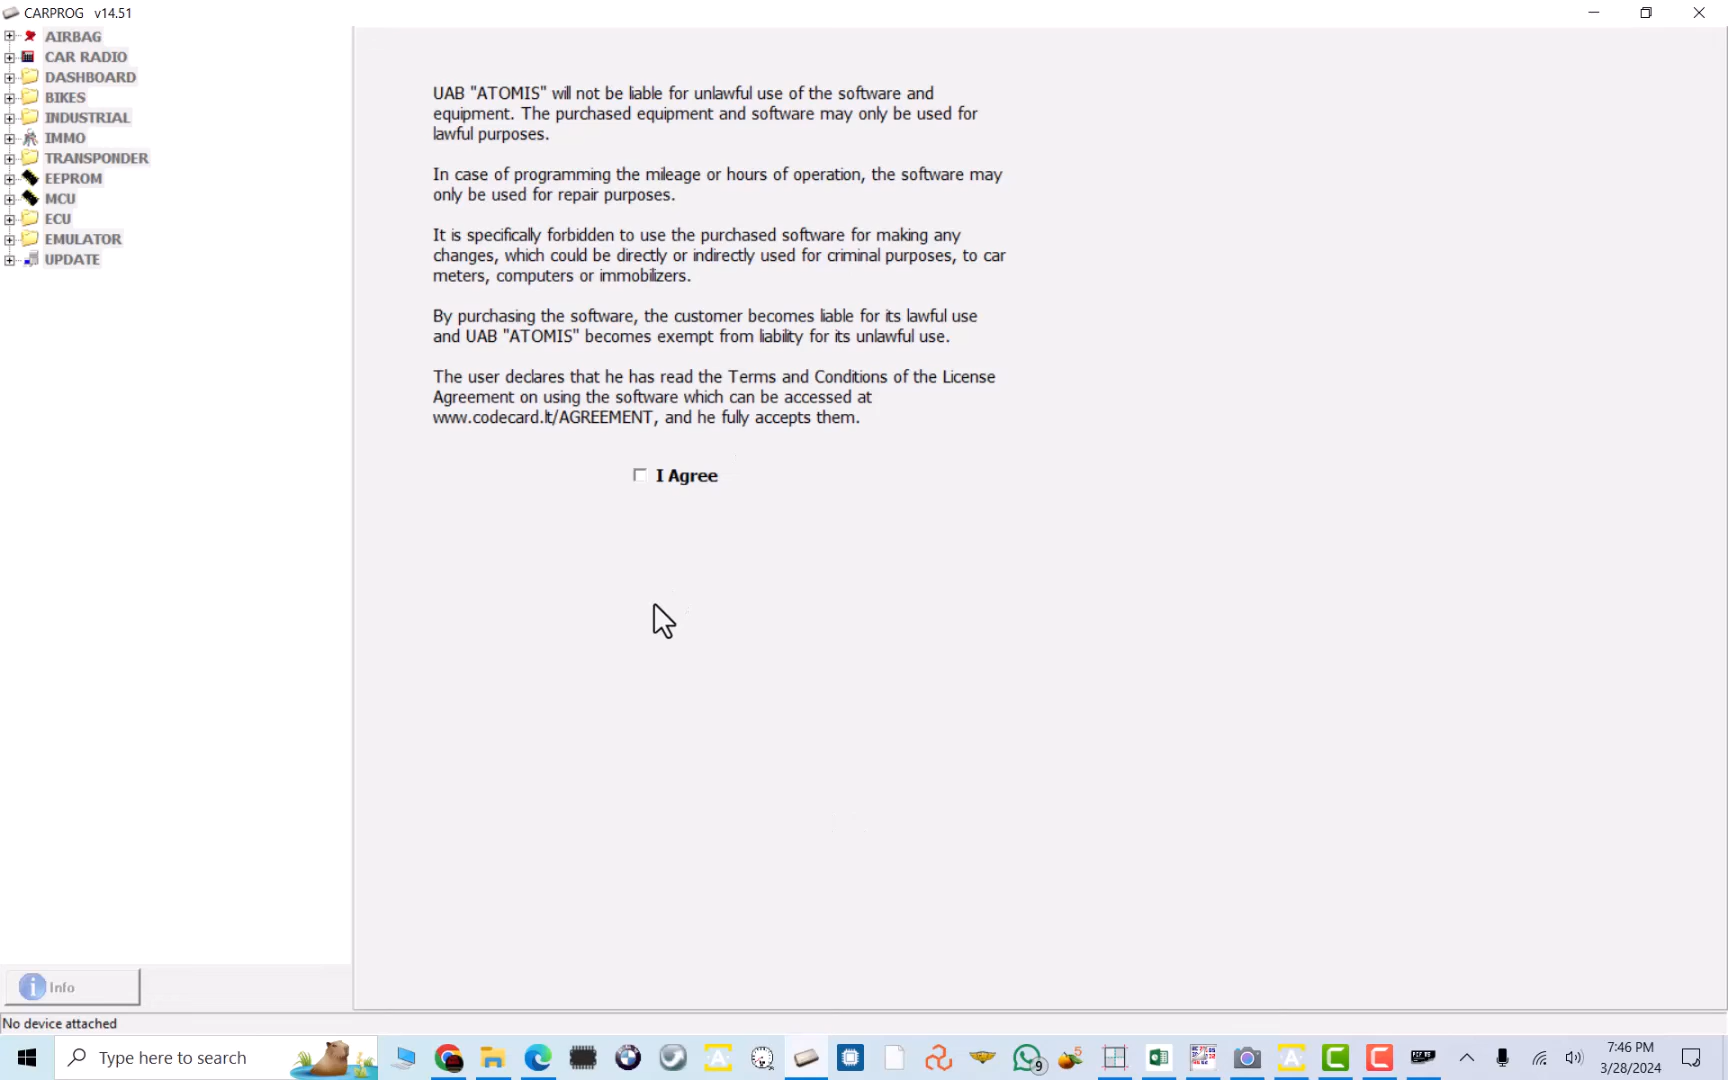 CARPROG v14.51
AIRBAG
CAR RADIO
DASHBOARD
BIKES
INDUSTRIAL
IMMO
TRANSPONDER
EEPROM
MCU
ECU
EMULATOR
UPDATE
UAB "ATOMIS" will not be liable for unlawful use of the software and
equipment. The purchased equipment and software may only be used for
lawful purposes.
In case of programming the mileage or hours of operation, the software may
only be used for repair purposes.
It is specifically forbidden to use the purchased software for making any
changes, which could be directly or indirectly used for criminal purposes, to car
meters, computers or immobilizers.
By purchasing the software, the customer becomes liable for its lawful use
and UAB "ATOMIS" becomes exempt from liability for its unlawful use.
The user declares that he has read the Terms and Conditions of the License
Agreement on using the software which can be accessed at
www.codecard.lt/AGREEMENT, and he fully accepts them.
I Agree
Info
No device attached
Type here to search
9
7:46 PM
3/28/2024